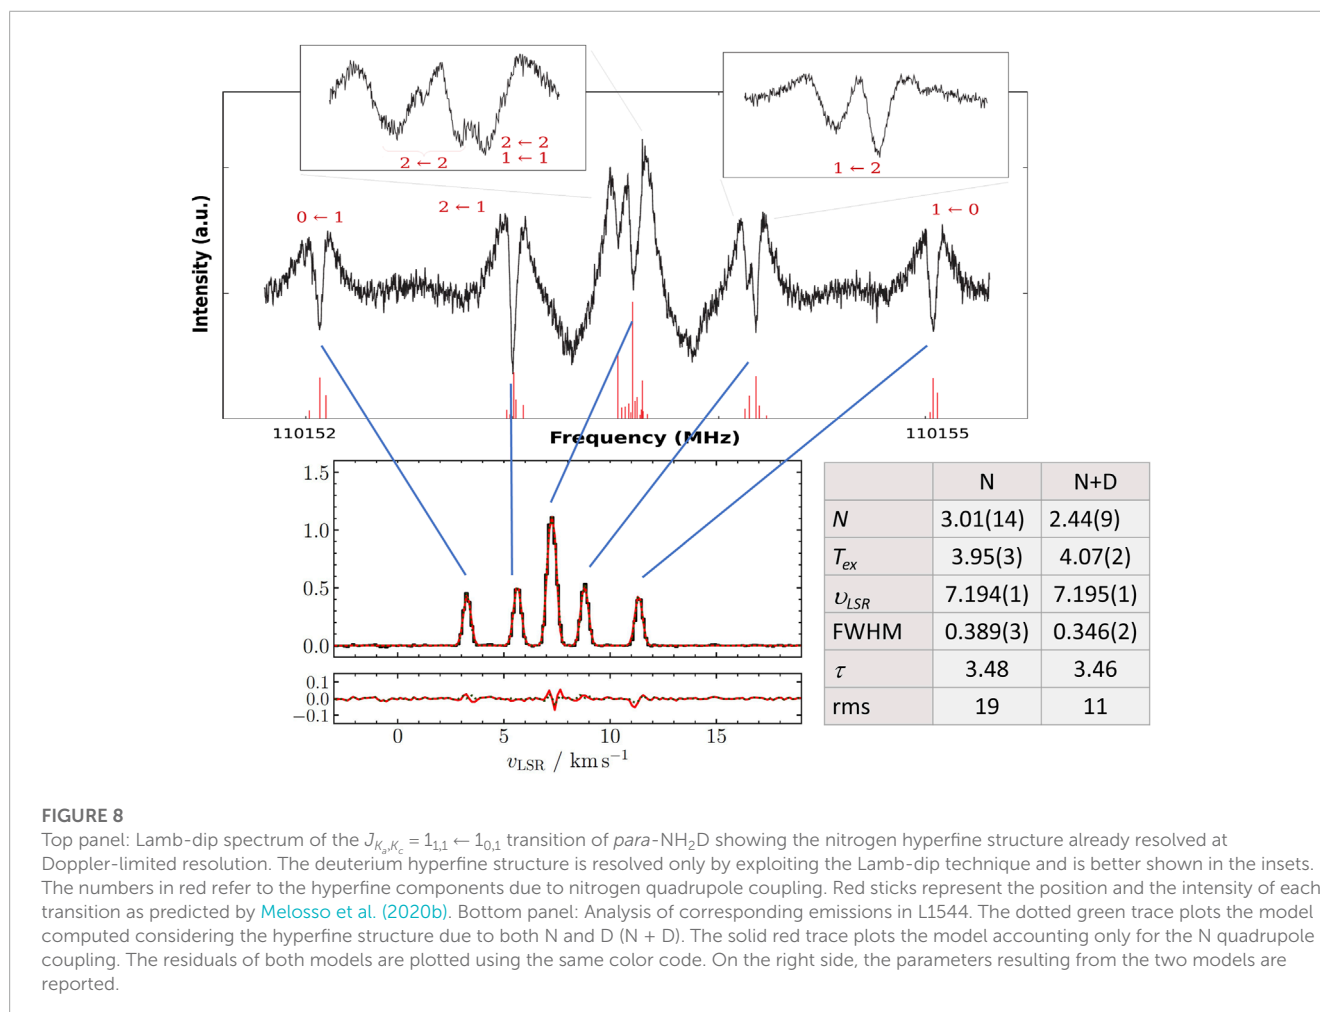 2 ← 2
2 ← 2
1 ← 1
1 ← 2
0 ← 1
2 ← 1
1 ← 0
Intensity (a.u.)
110152
Frequency (MHz)
110155
1.5
1.0
0.5
0.0
0.1
0.0
−0.1
0
5
10
15
υLSR / km s−1
N N+D
N 3.01(14) 2.44(9)
Tex 3.95(3) 4.07(2)
υLSR 7.194(1) 7.195(1)
FWHM 0.389(3) 0.346(2)
τ 3.48 3.46
rms 19 11
FIGURE 8
Top panel: Lamb-dip spectrum of the JKa,Kc = 11,1 ← 10,1 transition of para-NH2D showing the nitrogen hyperfine structure already resolved at
Doppler-limited resolution. The deuterium hyperfine structure is resolved only by exploiting the Lamb-dip technique and is better shown in the insets.
The numbers in red refer to the hyperfine components due to nitrogen quadrupole coupling. Red sticks represent the position and the intensity of each
transition as predicted by Melosso et al. (2020b). Bottom panel: Analysis of corresponding emissions in L1544. The dotted green trace plots the model
computed considering the hyperfine structure due to both N and D (N + D). The solid red trace plots the model accounting only for the N quadrupole
coupling. The residuals of both models are plotted using the same color code. On the right side, the parameters resulting from the two models are
reported.